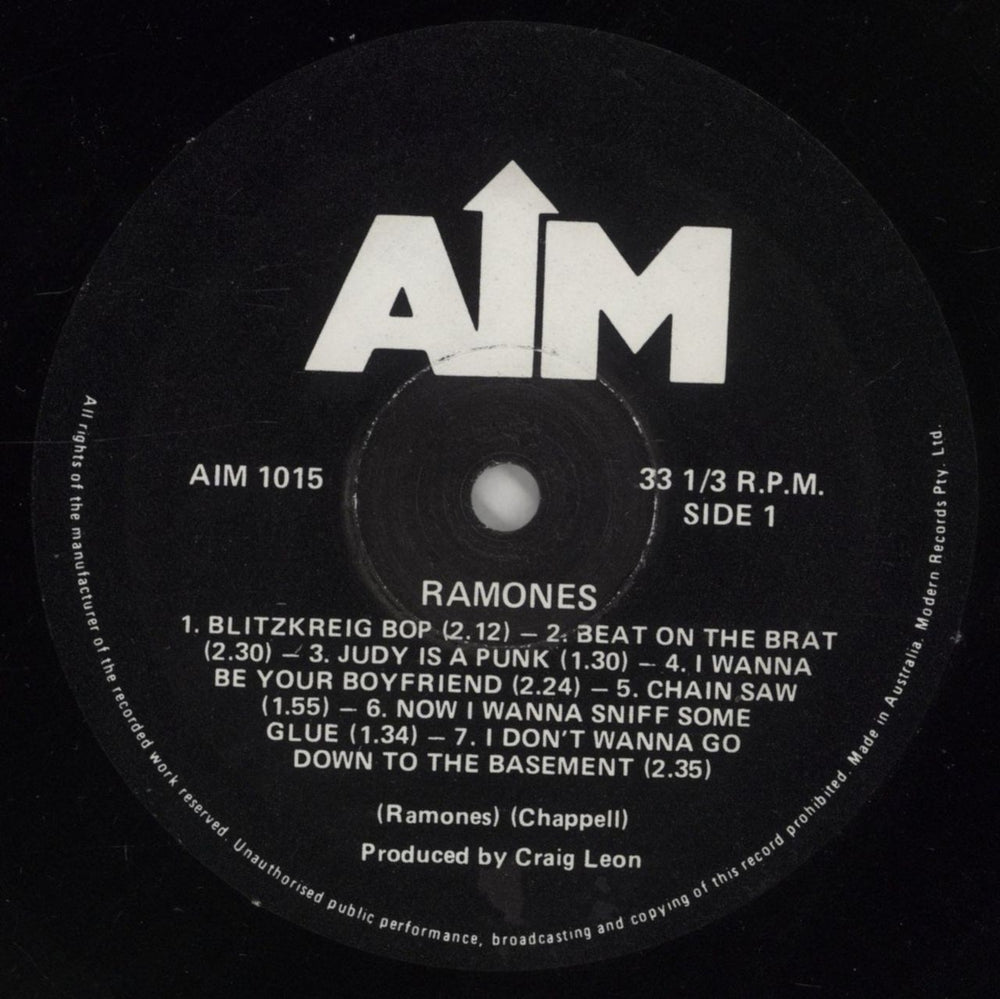 AIM
AIM 1015
33 1/3 R.P.M.
SIDE 1
RAMONES
1. BLITZKREIG BOP (2.12) – 2. BEAT ON THE BRAT
(2.30) – 3. JUDY IS A PUNK (1.30) – 4. I WANNA
BE YOUR BOYFRIEND (2.24) – 5. CHAIN SAW
(1.55) – 6. NOW I WANNA SNIFF SOME
GLUE (1.34) – 7. I DON'T WANNA GO
DOWN TO THE BASEMENT (2.35)
(Ramones) (Chappell)
Produced by Craig Leon
All rights of the manufacturer of the recorded work reserved. Unauthorised public performance, broadcasting and copying of this record prohibited. Made in Australia. Modern Records Pty. Ltd.